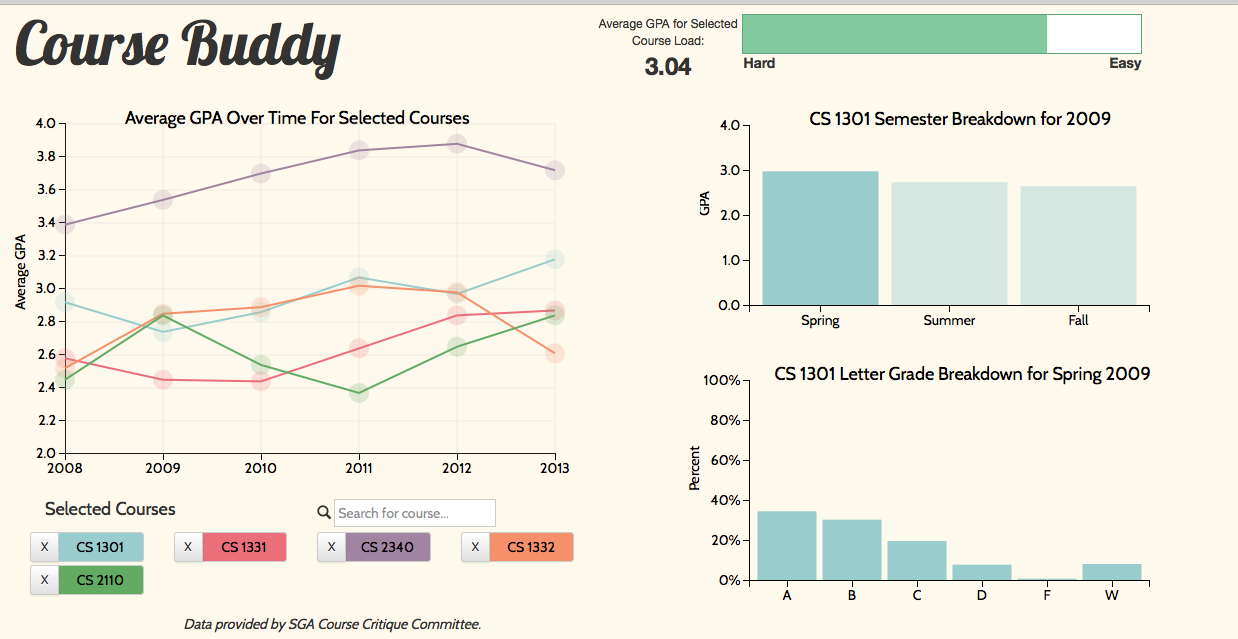 Course Buddy
Average GPA for Selected
Course Load:
3.04
Hard
Easy
Average GPA Over Time For Selected Courses
Average GPA
4.0
3.8
3.6
3.4
3.2
3.0
2.8
2.6
2.4
2.2
2.0
2008 2009 2010 2011 2012 2013
Selected Courses
Search for course...
X CS 1301
X CS 1331
X CS 2340
X CS 1332
X CS 2110
Data provided by SGA Course Critique Committee.
CS 1301 Semester Breakdown for 2009
GPA
4.0
3.0
2.0
1.0
0.0
Spring Summer Fall
CS 1301 Letter Grade Breakdown for Spring 2009
Percent
100%
80%
60%
40%
20%
0%
A B C D F W